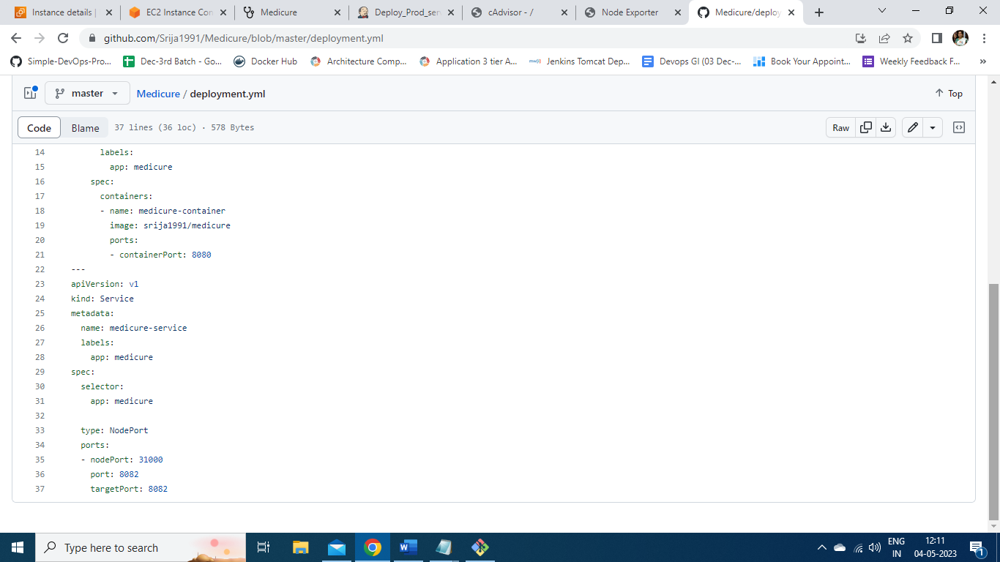 Instance details |
EC2 Instance Con
Medicure
Deploy_Prod_ser
cAdvisor - /
Node Exporter
Medicure/deploy
github.com/Srija1991/Medicure/blob/master/deployment.yml
Simple-DevOps-Pro...
Dec-3rd Batch - Go...
Docker Hub
Architecture Comp...
Application 3 tier A...
Jenkins Tomcat Dep...
Devops GI (03 Dec-...
Book Your Appoint...
Weekly Feedback F...
»
master
Medicure / deployment.yml
Top
Code
Blame
37 lines (36 loc) · 578 Bytes
Raw
14 labels:
15 app: medicure
16 spec:
17 containers:
18 - name: medicure-container
19 image: srija1991/medicure
20 ports:
21 - containerPort: 8080
22 ---
23 apiVersion: v1
24 kind: Service
25 metadata:
26 name: medicure-service
27 labels:
28 app: medicure
29 spec:
30 selector:
31 app: medicure
32
33 type: NodePort
34 ports:
35 - nodePort: 31000
36 port: 8082
37 targetPort: 8082
Type here to search
ENG
IN
12:11
04-05-2023
1